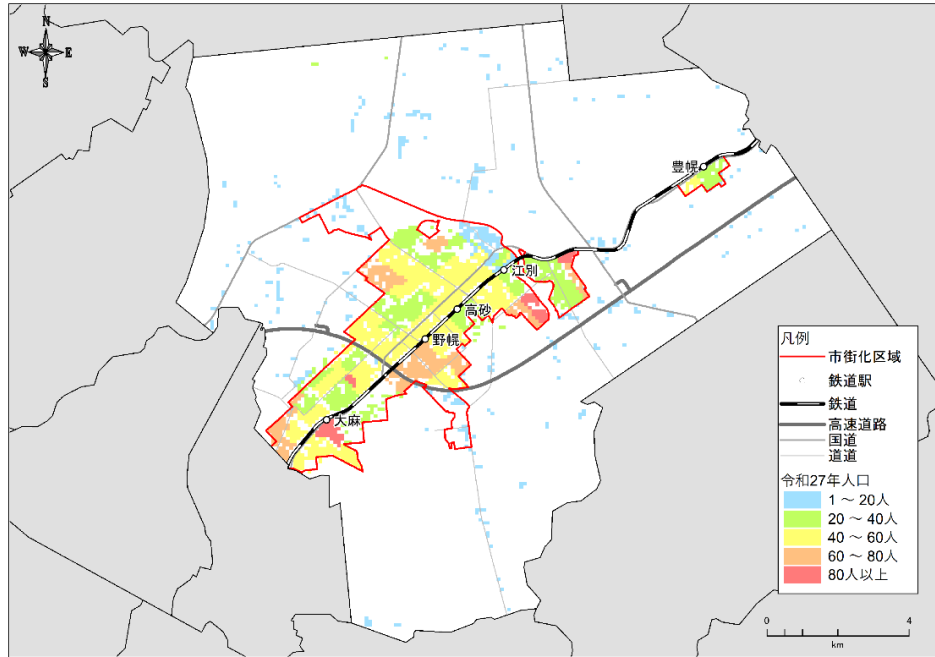 N
W E
S
豊幌
江別
高砂
野幌
大麻
凡例
市街化区域
鉄道駅
鉄道
高速道路
国道
道道
令和27年人口
1 ～ 20人
20 ～ 40人
40 ～ 60人
60 ～ 80人
80人以上
0 4
km